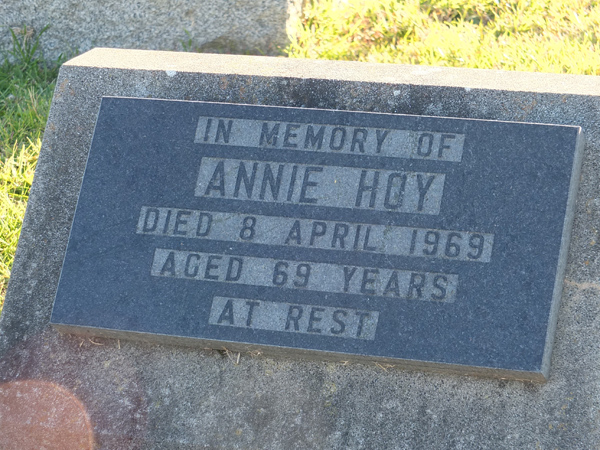 IN MEMORY OF
ANNIE HOY
DIED 8 APRIL 1969
AGED 69 YEARS
AT REST